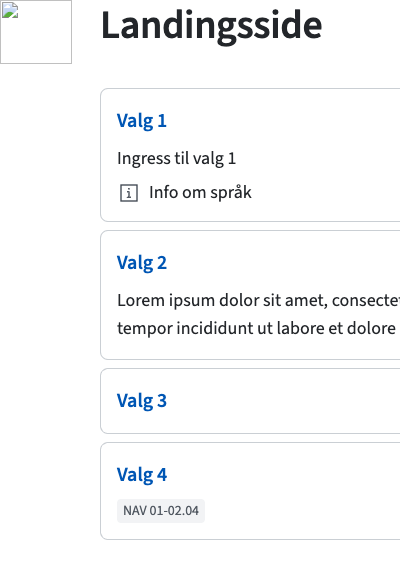 Landingsside
Valg 1
Ingress til valg 1
Info om språk
Valg 2
Lorem ipsum dolor sit amet,
tempor incididunt ut labore et dolore
Valg 3
Valg 4
NAV 01-02.04